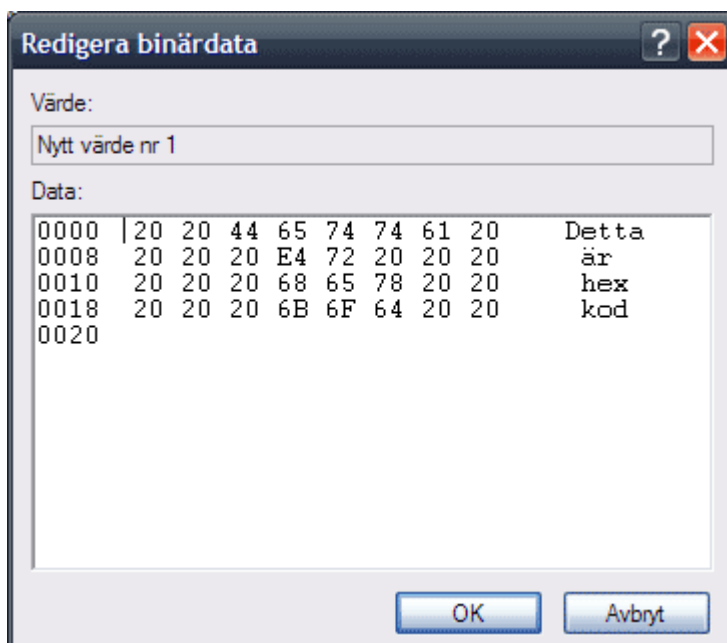 Redigera binärdata
Värde:
Nytt värde nr 1
Data:
0000 20 20 44 65 74 74 61 20 Detta
0008 20 20 20 E4 72 20 20 20 är
0010 20 20 20 68 65 78 20 20 hex
0018 20 20 20 6B 6F 64 20 20 kod
0020
OK Avbryt